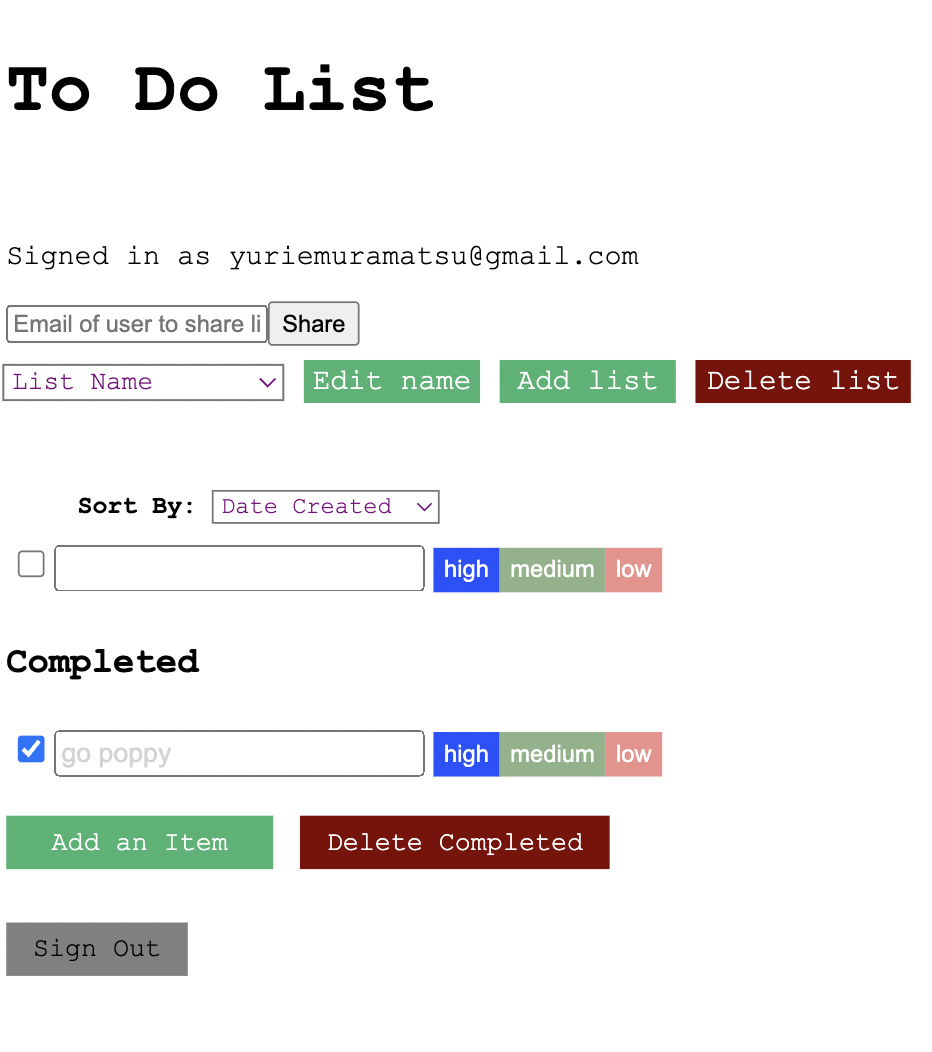 To Do List
Signed in as yuriemuramatsu@gmail.com
Email of user to share li Share
List Name Edit name Add list Delete list
Sort By: Date Created
high medium low
Completed
go poppy high medium low
Add an Item Delete Completed
Sign Out